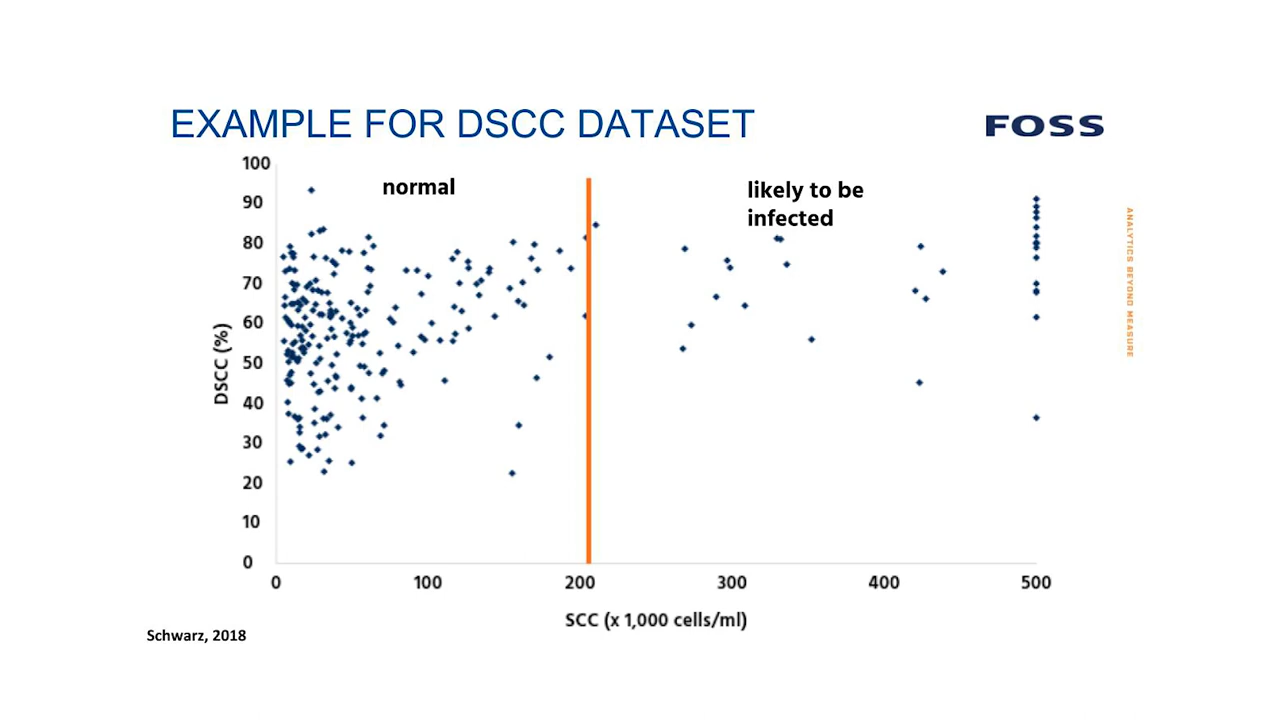 EXAMPLE FOR DSCC DATASET
FOSS
100
90
80
70
60
50
40
30
20
10
0
DSCC (%)
normal
likely to be
infected
0 100 200 300 400 500
SCC (x 1,000 cells/ml)
ANALYTICS BEYOND MEASURE
Schwarz, 2018